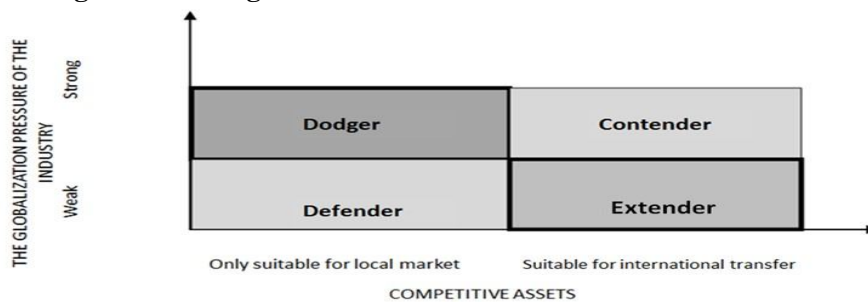 THE GLOBALIZATION PRESSURE OF THE
INDUSTRY
Strong
Weak
Dodger
Contender
Defender
Extender
Only suitable for local market
Suitable for international transfer
COMPETITIVE ASSETS